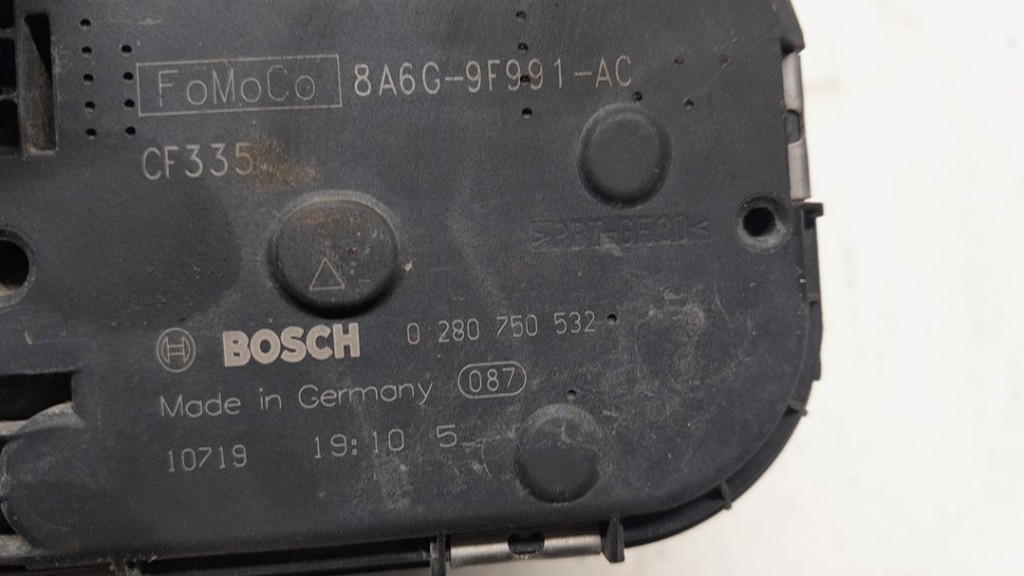 FoMoCo 8A6G-9F991-AC
CF335
BOSCH 0 280 750 532
Made in Germany 087
10719 19:10 5